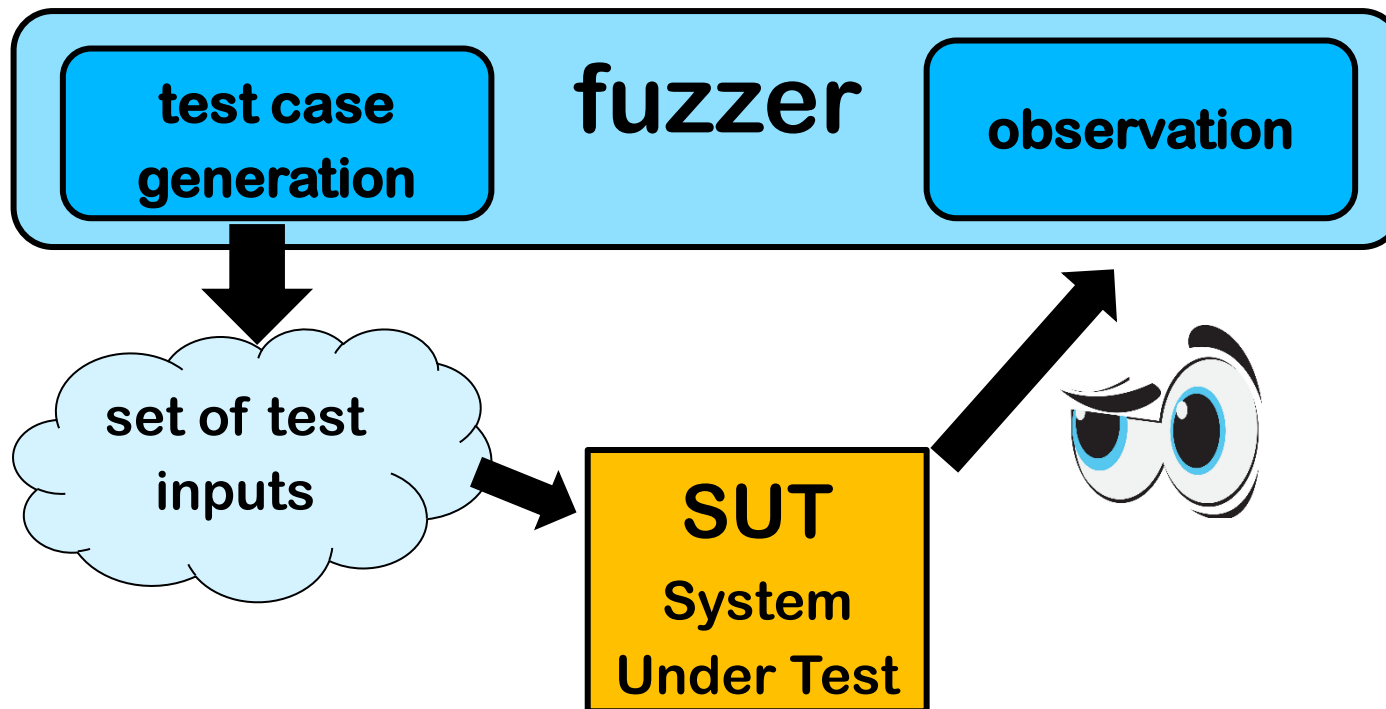 test case
generation
fuzzer
observation
set of test
inputs
SUT
System
Under Test